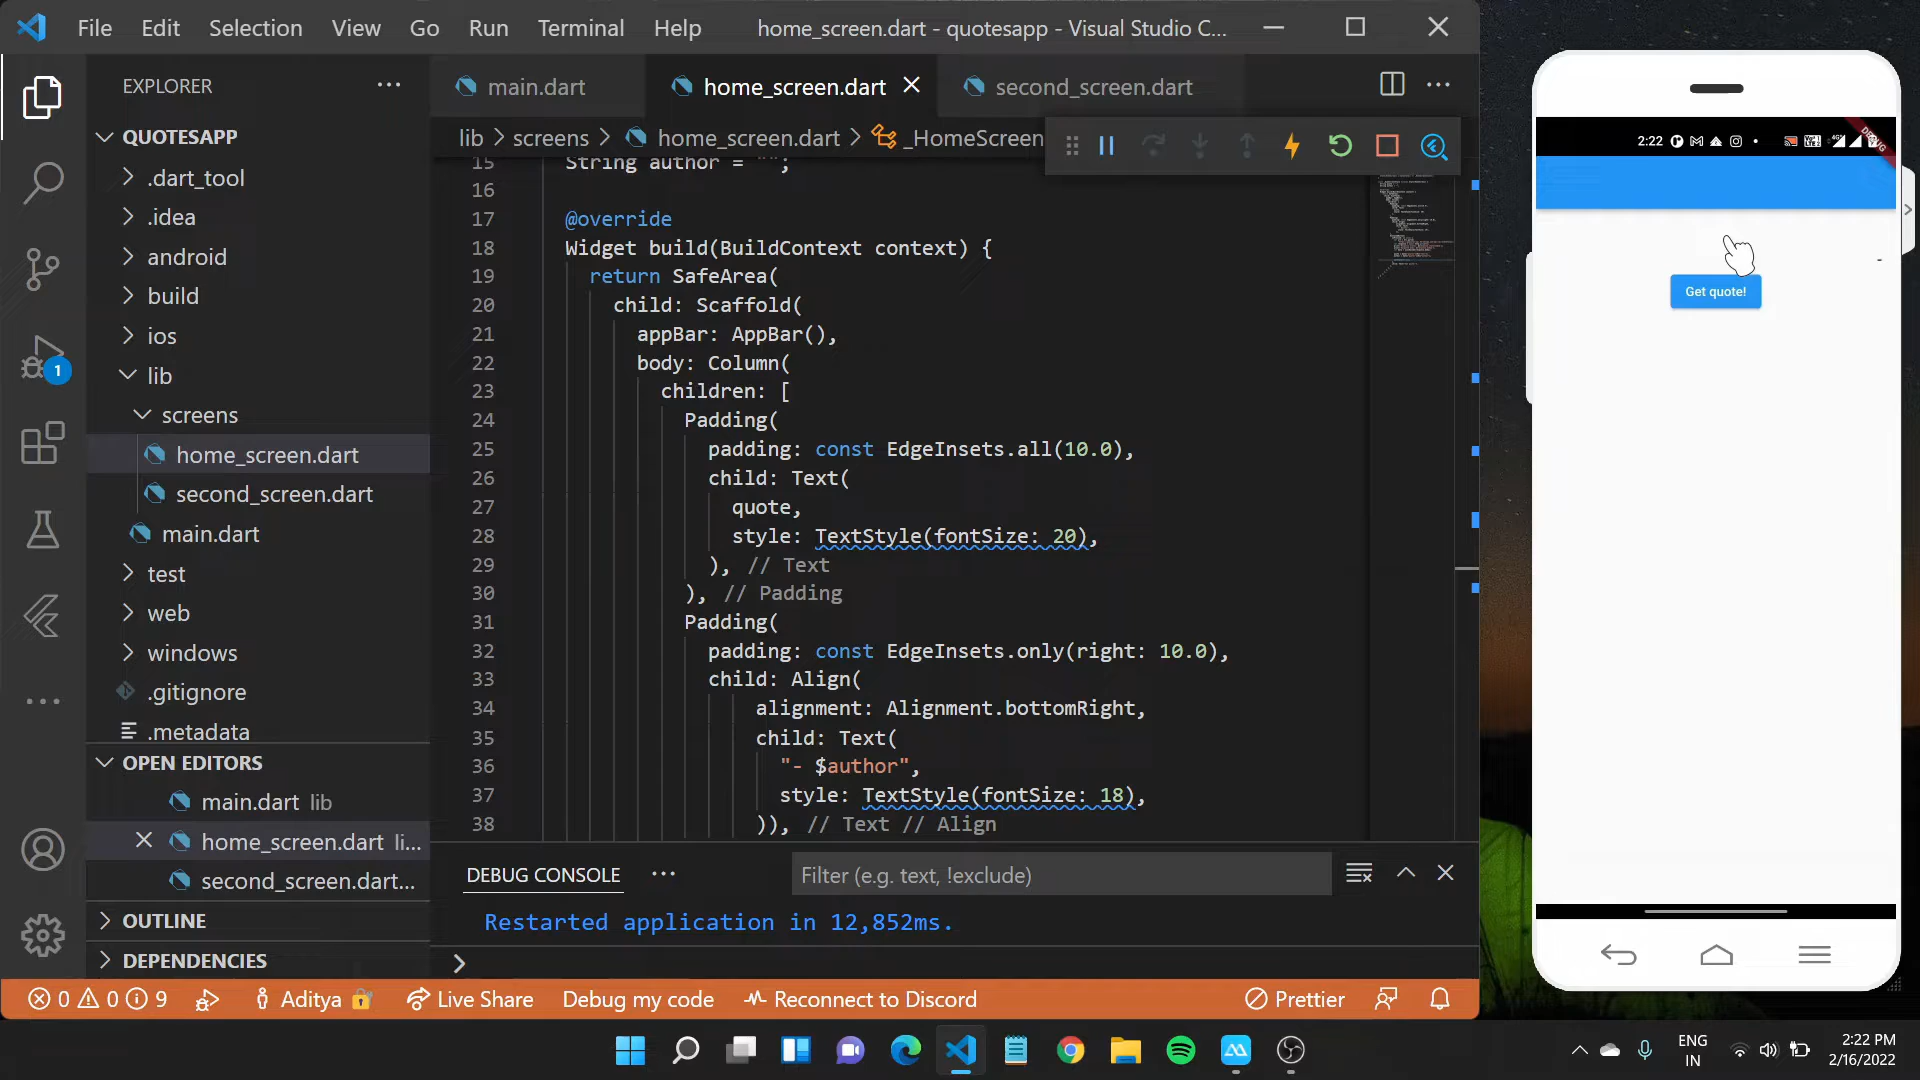 File Edit Selection View Go Run Terminal Help
home_screen.dart - quotesapp - Visual Studio C...
EXPLORER
QUOTESAPP
.dart_tool
.idea
android
build
ios
lib
screens
home_screen.dart
second_screen.dart
main.dart
test
web
windows
.gitignore
.metadata
OPEN EDITORS
main.dart lib
home_screen.dart li...
second_screen.dart...
OUTLINE
DEPENDENCIES
1
main.dart
home_screen.dart
second_screen.dart
lib > screens > home_screen.dart > _HomeScreen
15 String author = "";
16
17 @override
18 Widget build(BuildContext context) {
19 return SafeArea(
20 child: Scaffold(
21 appBar: AppBar(),
22 body: Column(
23 children: [
24 Padding(
25 padding: const EdgeInsets.all(10.0),
26 child: Text(
27 quote,
28 style: TextStyle(fontSize: 20),
29 ), // Text
30 ), // Padding
31 Padding(
32 padding: const EdgeInsets.only(right: 10.0),
33 child: Align(
34 alignment: Alignment.bottomRight,
35 child: Text(
36 "- $author",
37 style: TextStyle(fontSize: 18),
38 )), // Text // Align
DEBUG CONSOLE
Filter (e.g. text, !exclude)
Restarted application in 12,852ms.
0 0 9
Aditya
Live Share
Debug my code
Reconnect to Discord
Prettier
2:22
DEBUG
-
Get quote!
ENG
IN
2:22 PM
2/16/2022